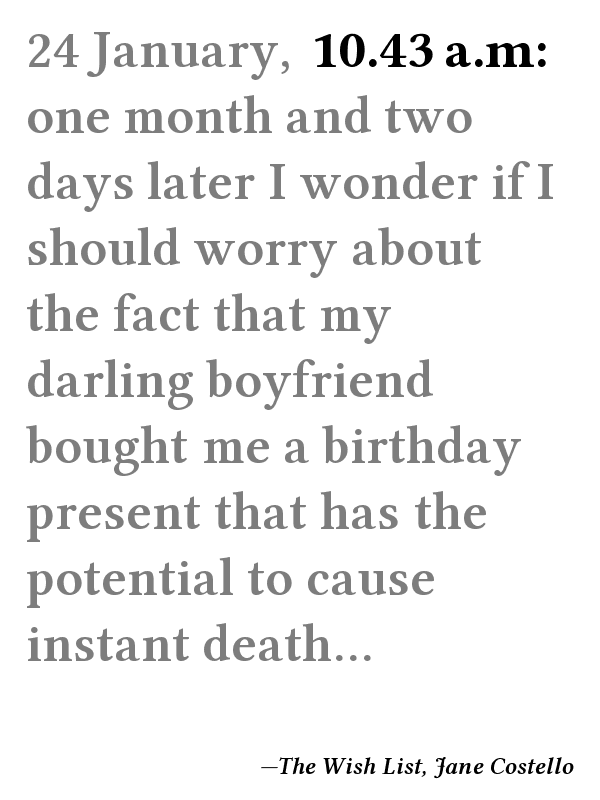 24 January, 10.43 a.m:
one month and two
days later I wonder if I
should worry about
the fact that my
darling boyfriend
bought me a birthday
present that has the
potential to cause
instant death...
—The Wish List, Jane Costello